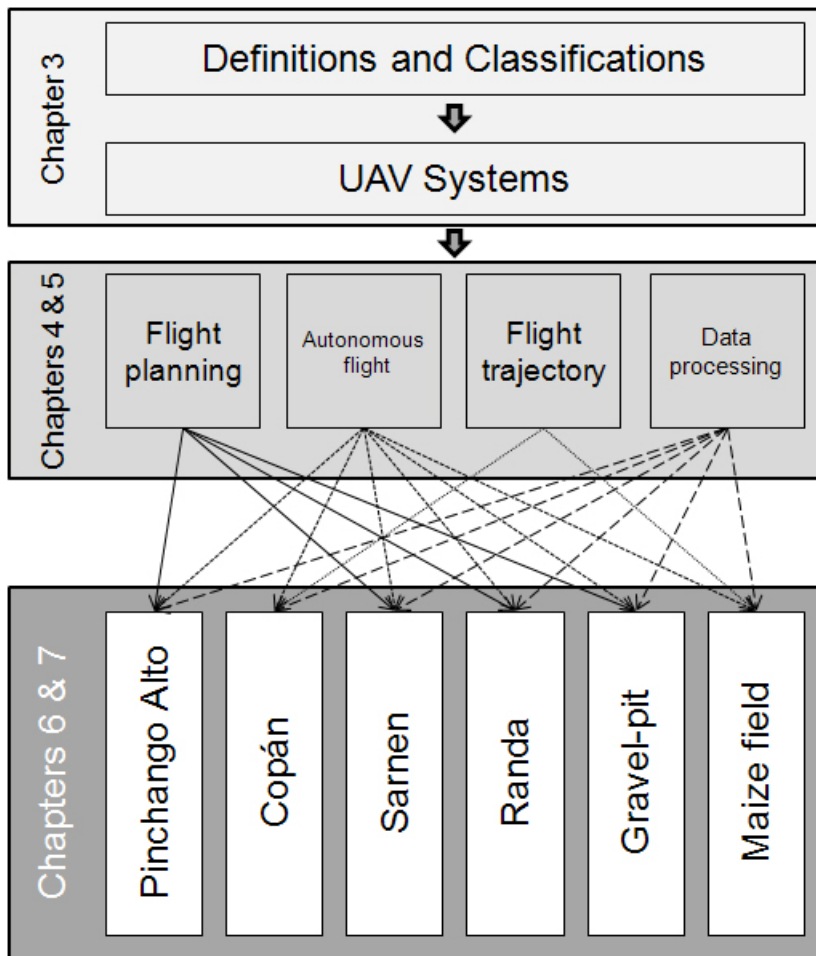 Chapter 3
Definitions and Classifications
UAV Systems
Chapters 4 & 5
Flight
planning
Autonomous
flight
Flight
trajectory
Data
processing
Chapters 6 & 7
Pinchango Alto
Copán
Sarnen
Randa
Gravel-pit
Maize field